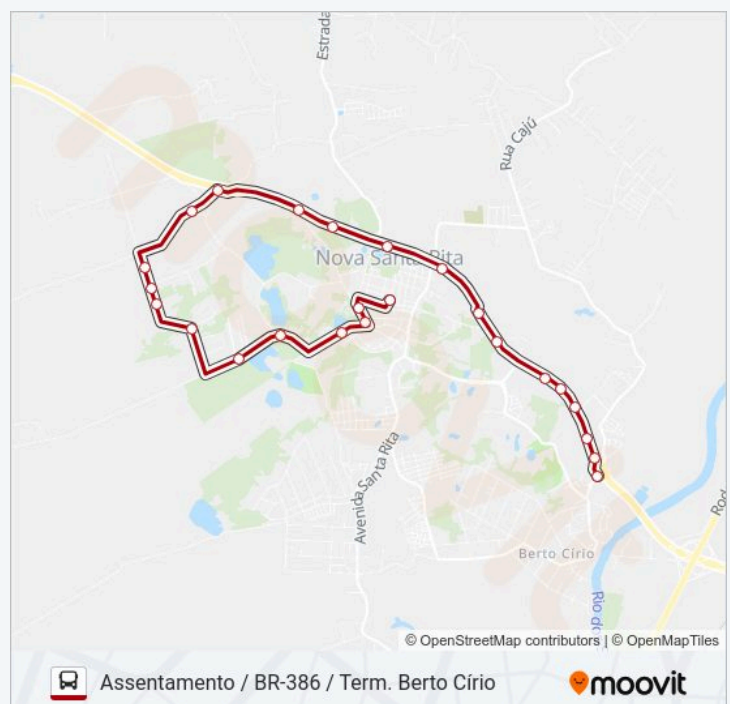 Estrada
Rua Cajú
Nova Santa Rita
Avenida Santa Rita
Berto Círio
Rio do
Rod
© OpenStreetMap contributors | © OpenMapTiles
Assentamento / BR-386 / Term. Berto Círio
moovit